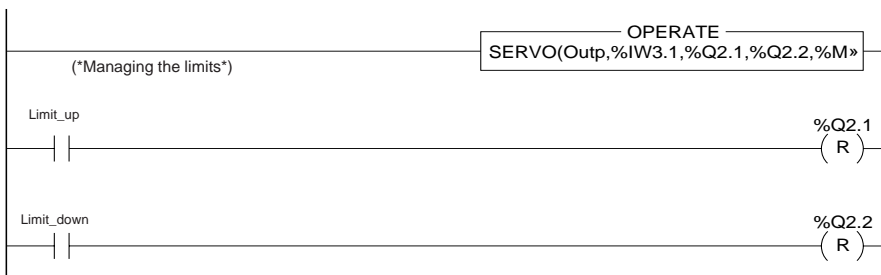 OPERATE
SERVO(Outp,%IW3.1,%Q2.1,%Q2.2,%M»
(*Managing the limits*)
Limit_up
%Q2.1
R
Limit_down
%Q2.2
R